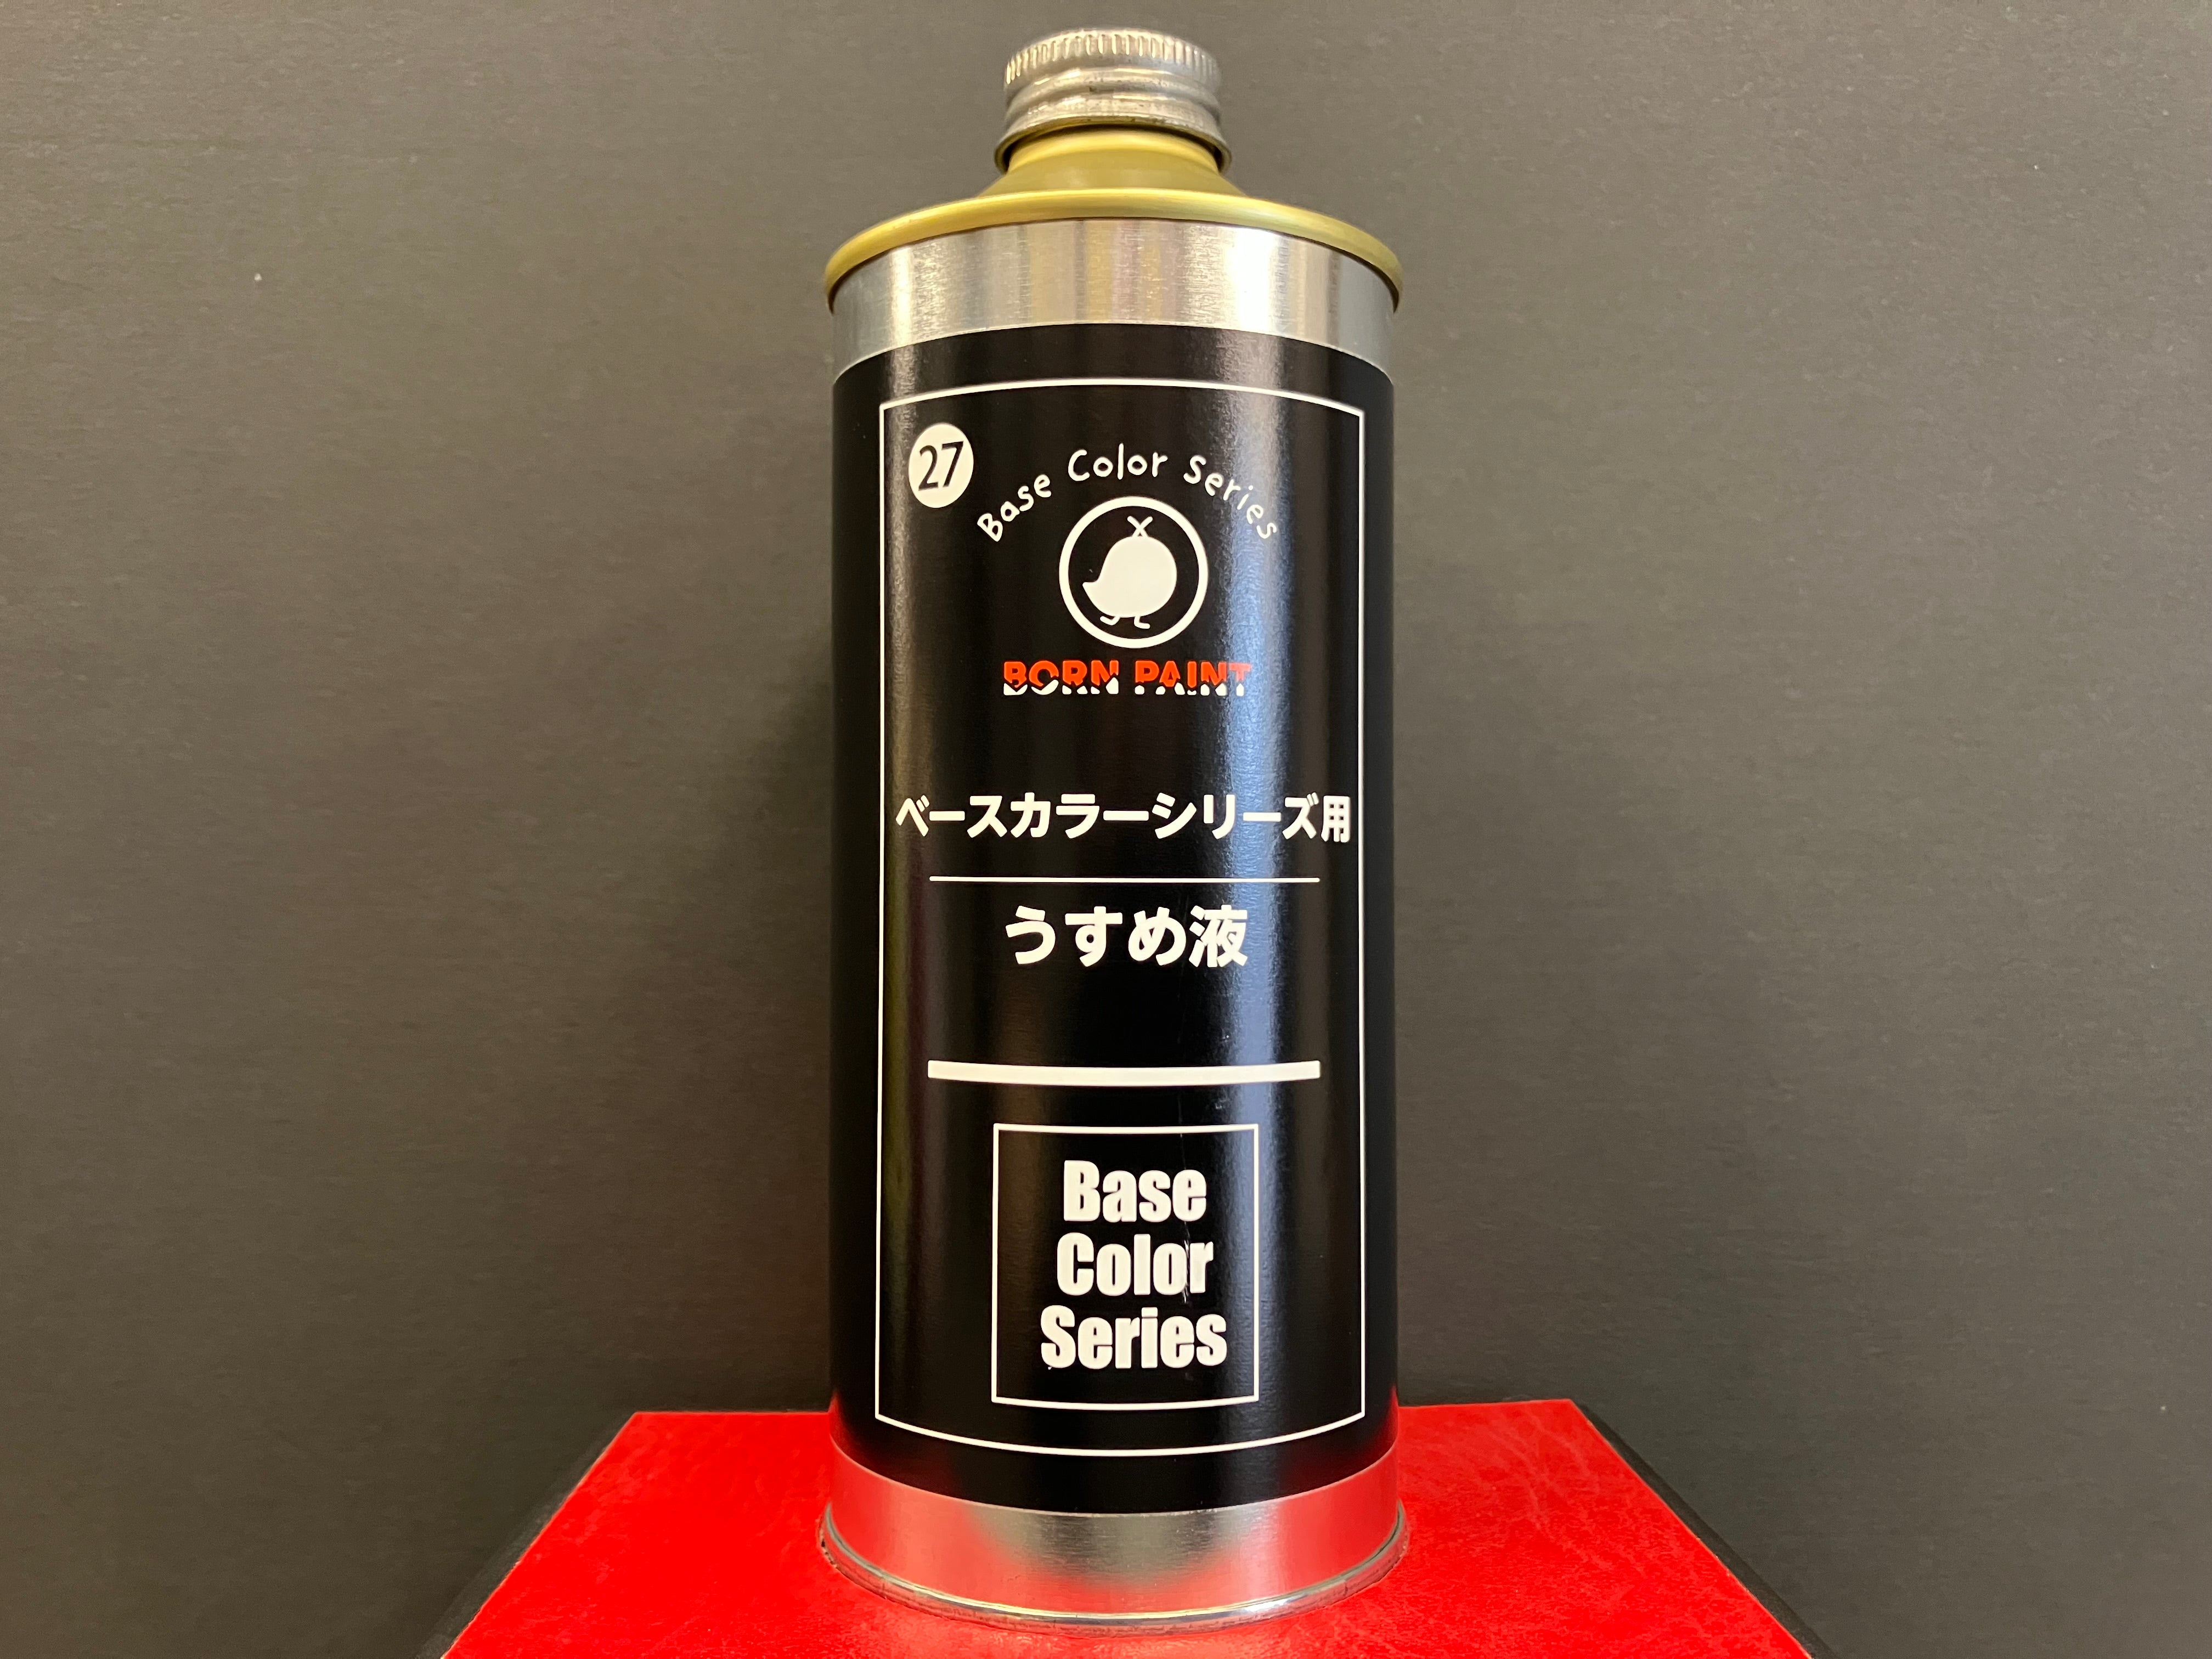 27
Base Color Series
BORN PAINT
ベースカラーシリーズ用
うすめ液
Base
Color
Series